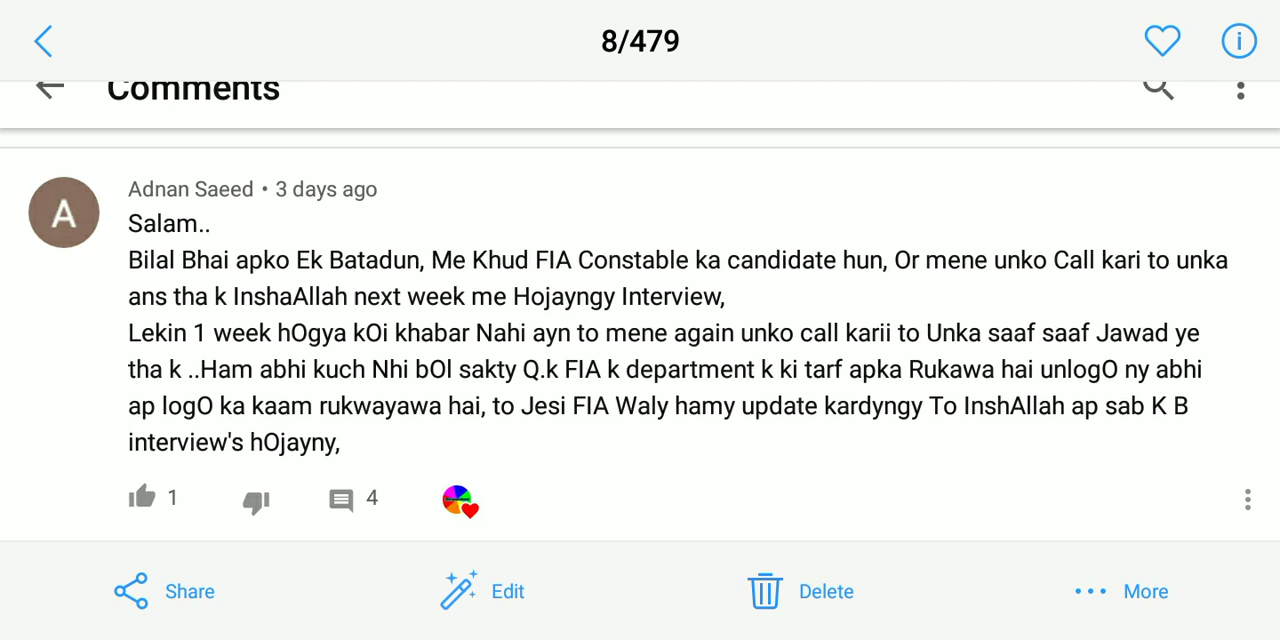 8/479
Comments
A
Adnan Saeed • 3 days ago
Salam..
Bilal Bhai apko Ek Batadun, Me Khud FIA Constable ka candidate hun, Or mene unko Call kari to unka
ans tha k InshaAllah next week me Hojayngy Interview,
Lekin 1 week hOgya kOi khabar Nahi ayn to mene again unko call karii to Unka saaf saaf Jawad ye
tha k ..Ham abhi kuch Nhi bOl sakty Q.k FIA k department k ki tarf apka Rukawa hai unlogO ny abhi
ap logO ka kaam rukwayawa hai, to Jesi FIA Waly hamy update kardyngy To InshAllah ap sab K B
interview's hOjayny,
1 4
Share Edit Delete More